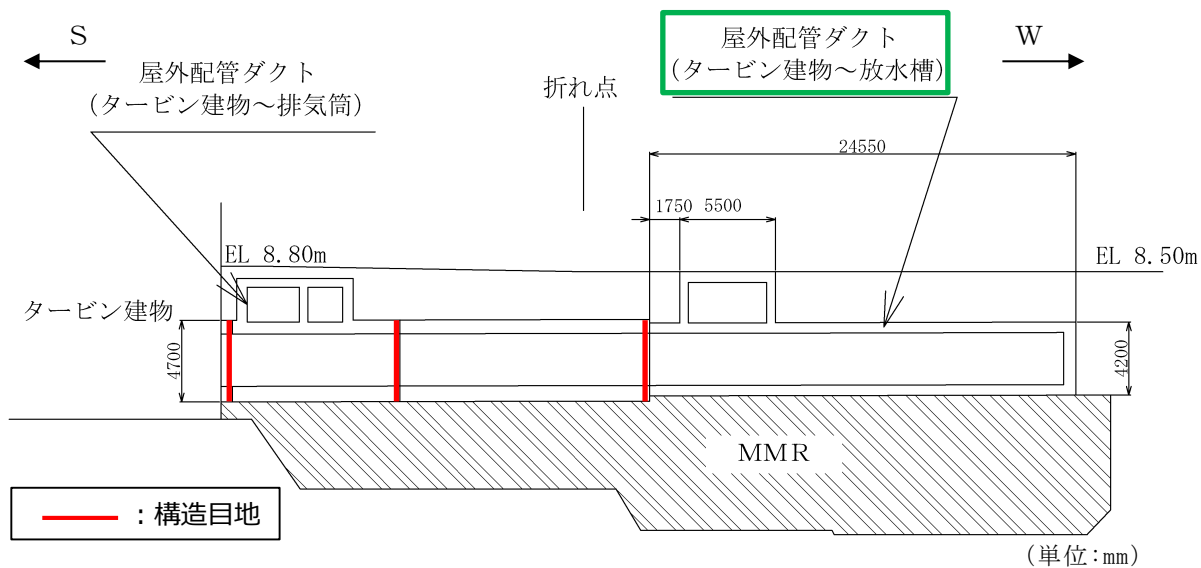 S
屋外配管ダクト
(タービン建物~排気筒)
折れ点
屋外配管ダクト
(タービン建物~放水槽)
W
24550
1750
5500
EL 8.80m
EL 8.50m
タービン建物
4700
4200
MMR
:構造目地
(単位:mm)